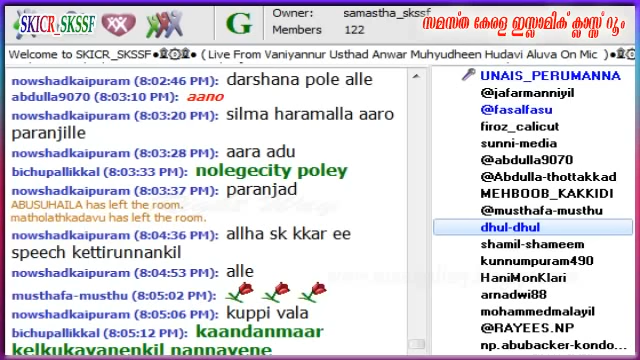 SKICR_SKSSF
G
Owner: samastha_skssf
Members 122
സമസ്ത കേരള ഇസ്ലാമിക് ക്ലാസ്സ് റൂം
Welcome to SKICR_SKSSF ( Live From Vaniyannur Usthad Anwar Muhyudheen Hudavi Aluva On Mic )
nowshadkaipuram (8:02:46 PM): darshana pole alle
abdulla9070 (8:03:10 PM): aano
nowshadkaipuram (8:03:20 PM): silma haramalla aaro
paranjille
nowshadkaipuram (8:03:28 PM): aara adu
bichupallikkal (8:03:33 PM): nolegecity poley
nowshadkaipuram (8:03:37 PM): paranjad
ABUSUHAILA has left the room.
matholathkadavu has left the room.
nowshadkaipuram (8:04:36 PM): allha sk kkar ee
speech kettirunnankil
nowshadkaipuram (8:04:53 PM): alle
musthafa-musthu (8:05:02 PM):
nowshadkaipuram (8:05:06 PM): kuppi vala
bichupallikkal (8:05:12 PM): kaandanmaar
kelkukayanenkil nannayene
UNAIS_PERUMANNA
@jafarmanniyil
@fasalfasu
firoz_calicut
sunni-media
@abdulla9070
@Abdulla-thottakkad
MEHBOOB_KAKKIDI
@musthafa-musthu
dhul-dhul
shamil-shameem
kunnumpuram490
HaniMonKlari
arnadwi88
mohammedmalayil
@RAYEES.NP
np.abubacker-kondo...